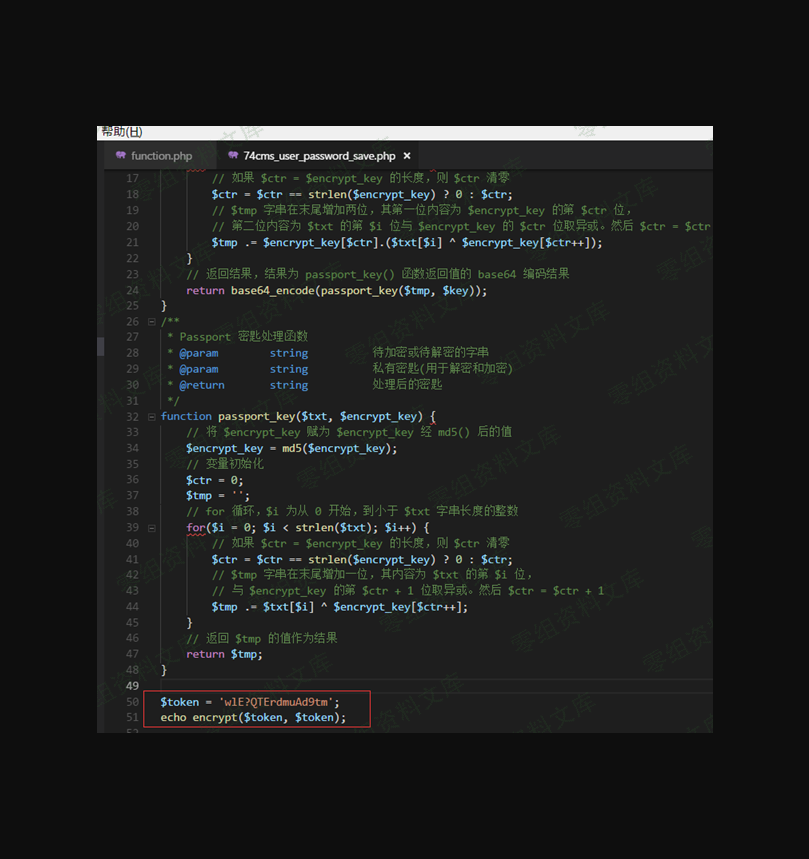 帮助(H)
function.php 74cms_user_password_save.php ×
17 // 如果 $ctr = $encrypt_key 的长度,则 $ctr 清零
18 $ctr = $ctr == strlen($encrypt_key) ? 0 : $ctr;
19 // $tmp 字串在末尾增加两位,其第一位内容为 $encrypt_key 的第 $ctr 位,
20 // 第二位内容为 $txt 的第 $i 位与 $encrypt_key 的 $ctr 位取异或。然后 $ctr = $ctr
21 $tmp .= $encrypt_key[$ctr].($txt[$i] ^ $encrypt_key[$ctr++]);
22 }
23 // 返回结果,结果为 passport_key() 函数返回值的 base64 编码结果
24 return base64_encode(passport_key($tmp, $key));
25 }
26 /**
27 * Passport 密匙处理函数
28 * @param string 待加密或待解密的字串
29 * @param string 私有密匙(用于解密和加密)
30 * @return string 处理后的密匙
31 */
32 function passport_key($txt, $encrypt_key) {
33 // 将 $encrypt_key 赋为 $encrypt_key 经 md5() 后的值
34 $encrypt_key = md5($encrypt_key);
35 // 变量初始化
36 $ctr = 0;
37 $tmp = '';
38 // for 循环,$i 为从 0 开始,到小于 $txt 字串长度的整数
39 for($i = 0; $i < strlen($txt); $i++) {
40 // 如果 $ctr = $encrypt_key 的长度,则 $ctr 清零
41 $ctr = $ctr == strlen($encrypt_key) ? 0 : $ctr;
42 // $tmp 字串在末尾增加一位,其内容为 $txt 的第 $i 位,
43 // 与 $encrypt_key 的第 $ctr + 1 位取异或。然后 $ctr = $ctr + 1
44 $tmp .= $txt[$i] ^ $encrypt_key[$ctr++];
45 }
46 // 返回 $tmp 的值作为结果
47 return $tmp;
48 }
49
50 $token = 'wlE?QTErdmuAd9tm';
51 echo encrypt($token, $token);
零组资料文库